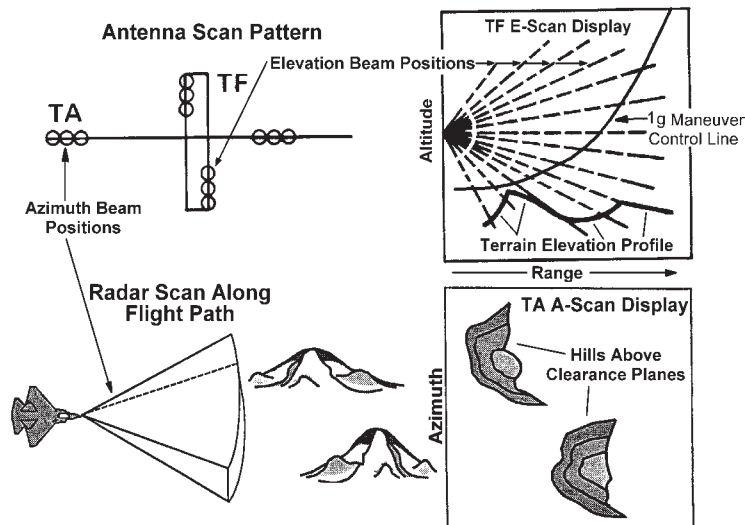 Antenna Scan Pattern
TA
TF
Elevation Beam Positions
Azimuth Beam
Positions
TF E-Scan Display
Altitude
1g Maneuver
Control Line
Terrain Elevation Profile
Range
Radar Scan Along
Flight Path
TA A-Scan Display
Azimuth
Hills Above
Clearance Planes